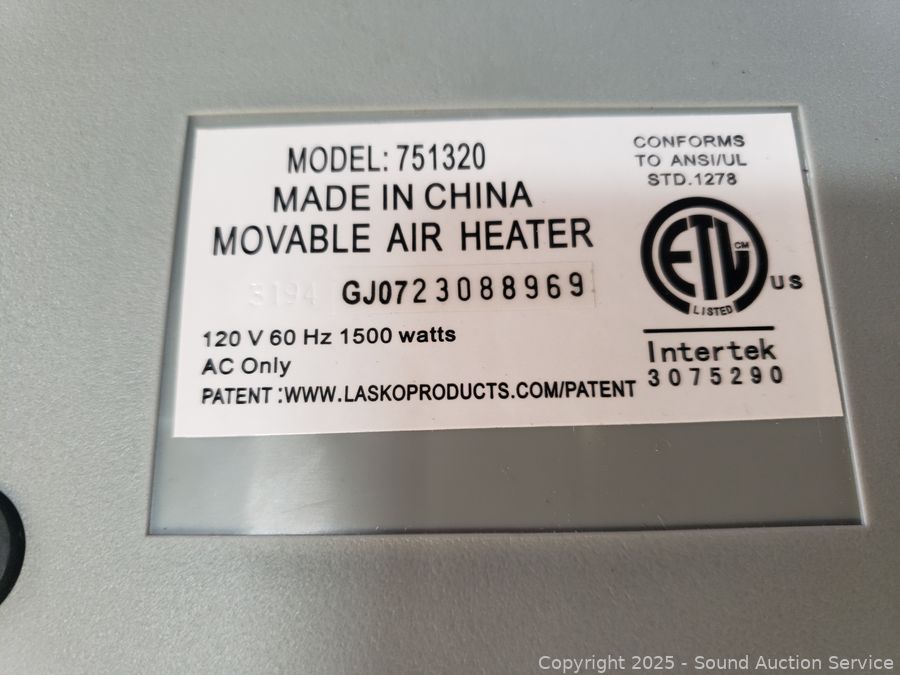 MODEL: 751320
MADE IN CHINA
MOVABLE AIR HEATER
3194 GJ0723088969
120 V 60 Hz 1500 watts
AC Only
PATENT :WWW.LASKOPRODUCTS.COM/PATENT
CONFORMS
TO ANSI/UL
STD.1278
ETL CM
LISTED
US
Intertek
3075290
Copyright 2025 - Sound Auction Service